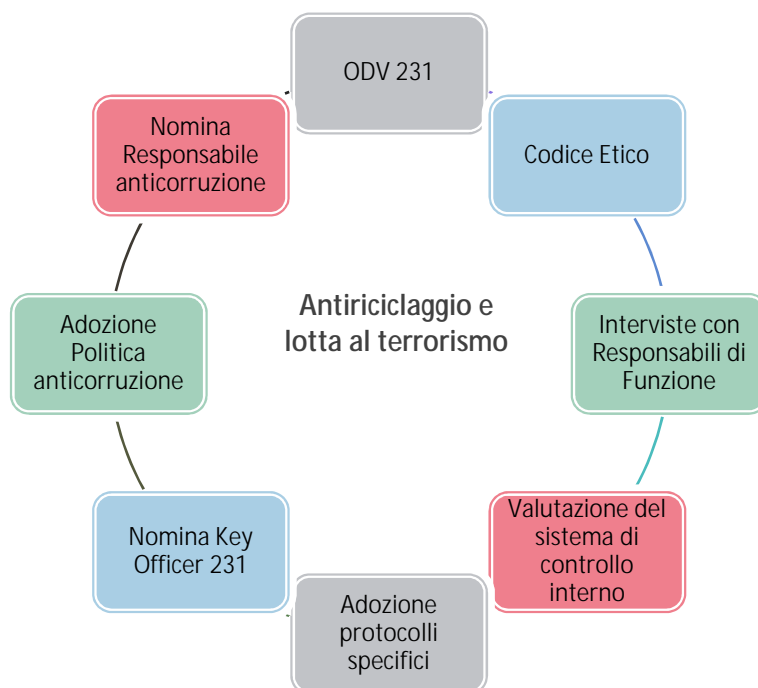 ODV 231
Codice Etico
Interviste con
Responsabili di
Funzione
Valutazione del
sistema di
controllo
interno
Adozione
protocolli
specifici
Nomina Key
Officer 231
Adozione
Politica
anticorruzione
Nomina
Responsabile
anticorruzione
Antiriciclaggio e
lotta al terrorismo